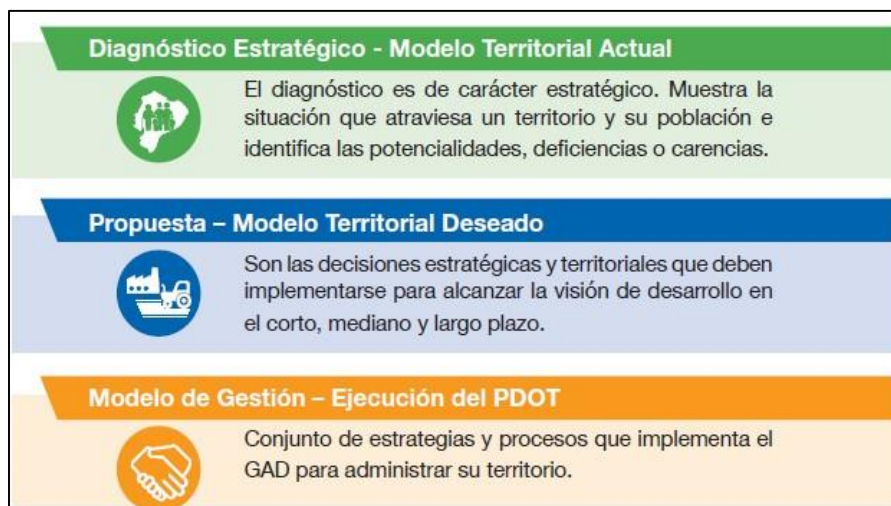 Diagnóstico Estratégico - Modelo Territorial Actual
El diagnóstico es de carácter estratégico. Muestra la
situación que atraviesa un territorio y su población e
identifica las potencialidades, deficiencias o carencias.
Propuesta – Modelo Territorial Deseado
Son las decisiones estratégicas y territoriales que deben
implementarse para alcanzar la visión de desarrollo en
el corto, mediano y largo plazo.
Modelo de Gestión – Ejecución del PDOT
Conjunto de estrategias y procesos que implementa el
GAD para administrar su territorio.